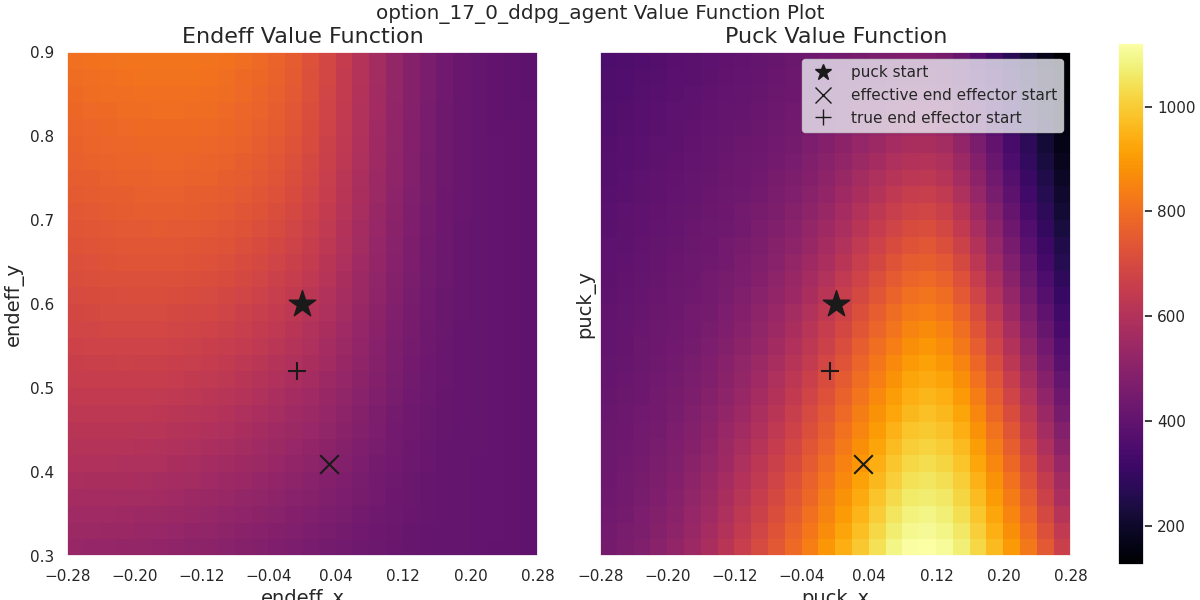 option_17_0_ddpg_agent Value Function Plot
Endeff Value Function
Puck Value Function
puck start
effective end effector start
true end effector start
endeff_y
0.9
0.8
0.7
0.6
0.5
0.4
0.3
−0.28 −0.20 −0.12 −0.04 0.04 0.12 0.20 0.28
endeff_x
puck_y
−0.28 −0.20 −0.12 −0.04 0.04 0.12 0.20 0.28
puck_x
1000
800
600
400
200